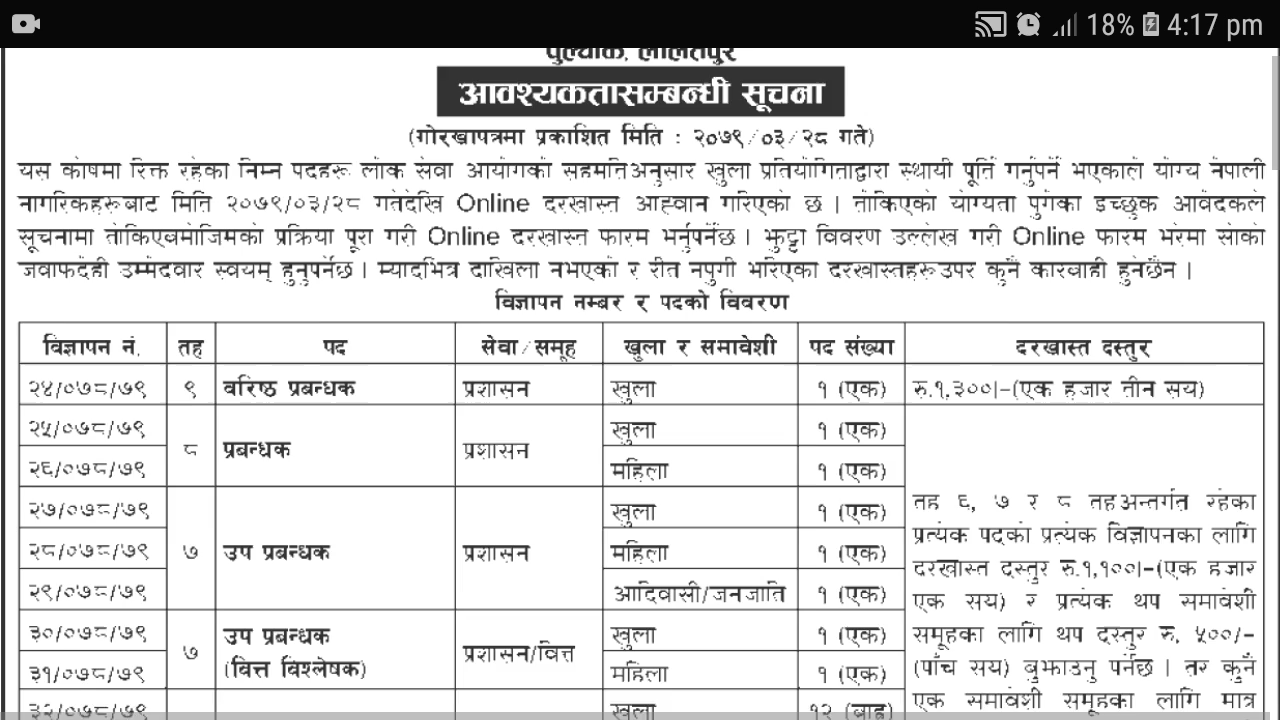 18% 4:17 pm
पुल्चोक, ललितपुर
आवश्यकतासम्बन्धी सूचना
(गोरखापत्रमा प्रकाशित मिति : २०७९/०३/२८ गते)
यस कोषमा रिक्त रहेका निम्न पदहरू लोक सेवा आयोगको सहमतिअनुसार खुला प्रतियोगिताद्वारा स्थायी पूर्ति गर्नुपर्ने भएकाले योग्य नेपाली
नागरिकहरूबाट मिति २०७९/०३/२८ गतेदेखि Online दरखास्त आह्वान गरिएको छ । तोकिएको योग्यता पुगेका इच्छुक आवेदकले
सूचनामा तोकिएबमोजिमको प्रक्रिया पूरा गरी Online दरखास्त फारम भर्नुपर्नेछ । झुट्टा विवरण उल्लेख गरी Online फारम भरेमा सोको
जवाफदेही उम्मेदवार स्वयम् हुनुपर्नेछ । म्यादभित्र दाखिला नभएको र रीत नपुगी भरिएका दरखास्तहरूउपर कुनै कारबाही हुनेछैन ।
विज्ञापन नम्बर र पदको विवरण
विज्ञापन नं. तह पद सेवा/समूह खुला र समावेशी पद संख्या दरखास्त दस्तुर
२४/०७८/७९ ९ वरिष्ठ प्रबन्धक प्रशासन खुला १ (एक) रु.१,३००।–(एक हजार तीन सय)
२५/०७८/७९ खुला १ (एक)
८ प्रबन्धक प्रशासन
२६/०७८/७९ महिला १ (एक)
२७/०७८/७९ खुला १ (एक)
२८/०७८/७९ ७ उप प्रबन्धक प्रशासन महिला १ (एक)
२९/०७८/७९ आदिवासी/जनजाति १ (एक)
३०/०७८/७९ ७ उप प्रबन्धक प्रशासन/वित्त खुला १ (एक)
३१/०७८/७९ (वित्त विश्लेषक) महिला १ (एक)
३२/०७८/७९ खुला १२ (बाह्र)
तह ६, ७ र ८ तहअन्तर्गत रहेका
प्रत्येक पदको प्रत्येक विज्ञापनका लागि
दरखास्त दस्तुर रु.१,१००।–(एक हजार
एक सय) र प्रत्येक थप समावेशी
समूहका लागि थप दस्तुर रु. ५००/–
(पाँच सय) बुझाउनु पर्नेछ । तर कुनै
एक समावेशी समूहका लागि मात्र